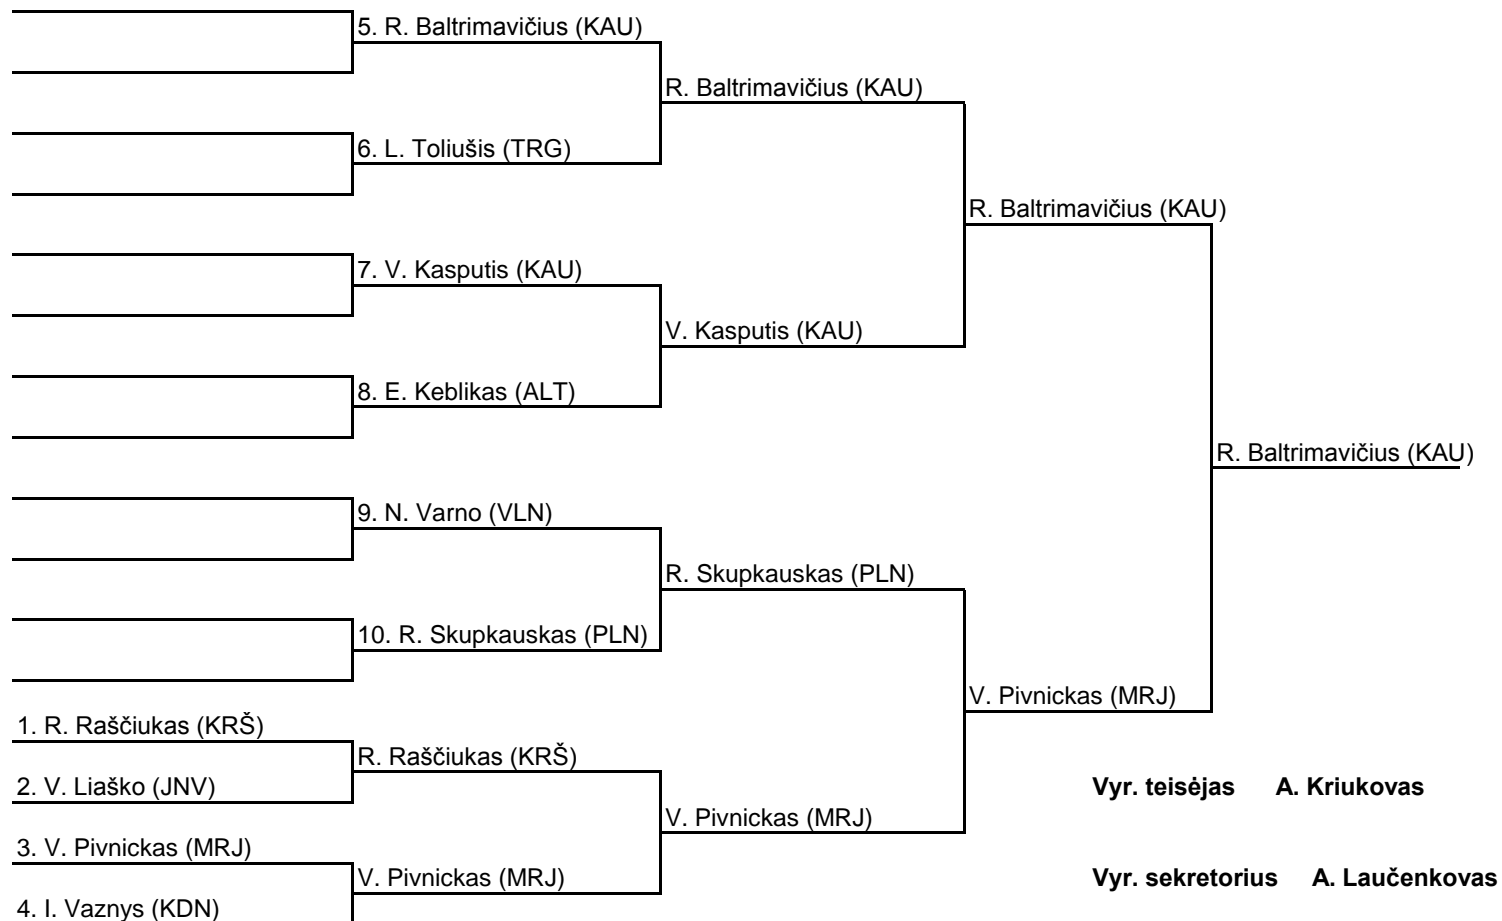 5. R. Baltrimavičius (KAU)
R. Baltrimavičius (KAU)
6. L. Toliušis (TRG)
R. Baltrimavičius (KAU)
7. V. Kasputis (KAU)
V. Kasputis (KAU)
8. E. Keblikas (ALT)
R. Baltrimavičius (KAU)
9. N. Varno (VLN)
R. Skupkauskas (PLN)
10. R. Skupkauskas (PLN)
V. Pivnickas (MRJ)
1. R. Raščiukas (KRŠ)
R. Raščiukas (KRŠ)
2. V. Liaško (JNV)
Vyr. teisėjas A. Kriukovas
V. Pivnickas (MRJ)
3. V. Pivnickas (MRJ)
V. Pivnickas (MRJ)
Vyr. sekretorius A. Laučenkovas
4. I. Vaznys (KDN)